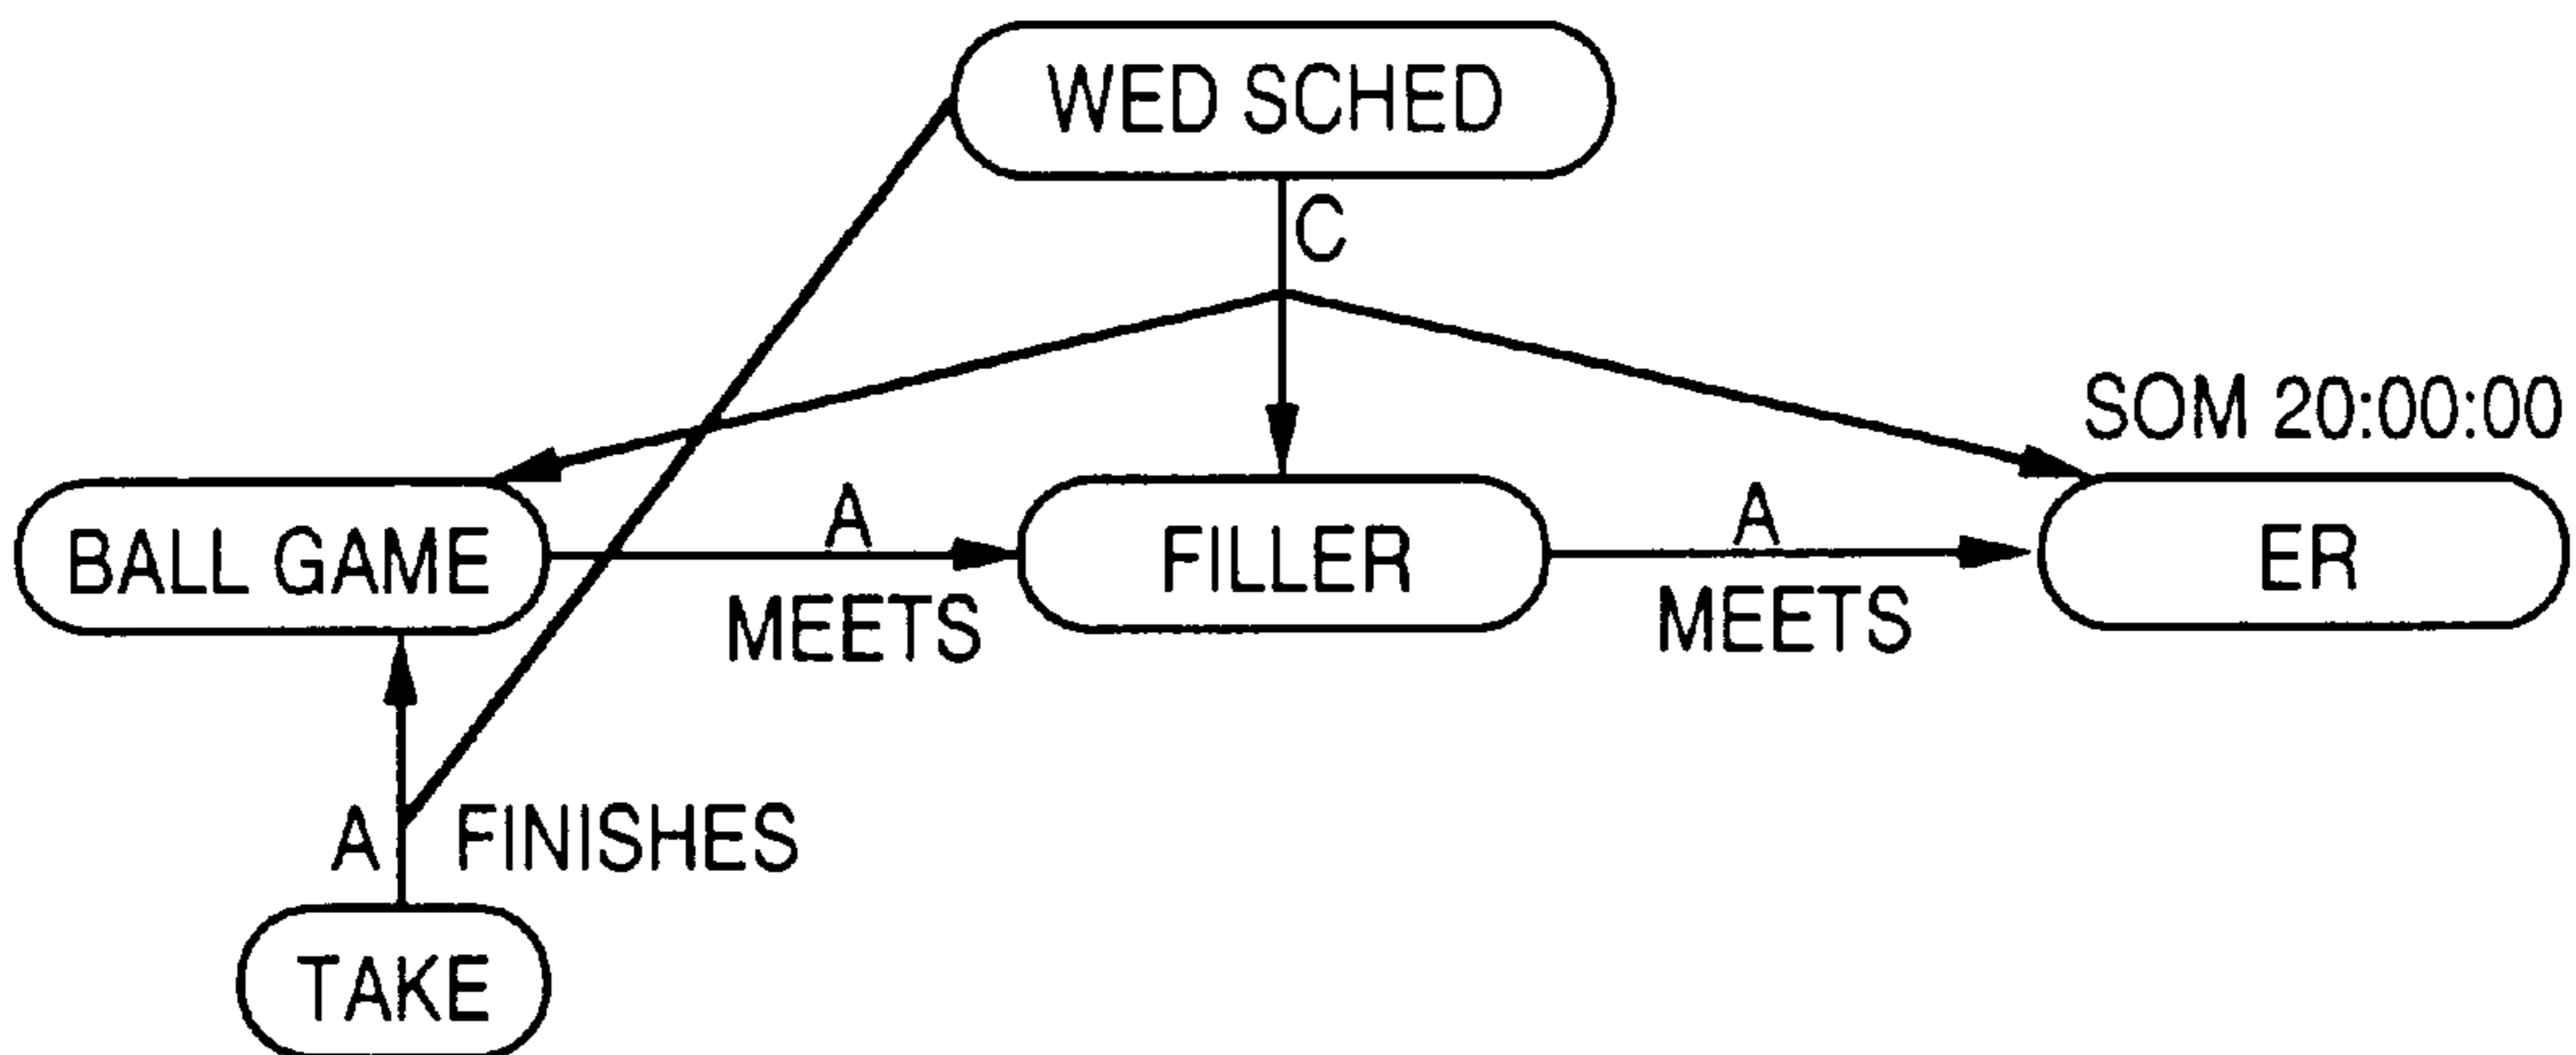 WED SCHED
C
SOM 20:00:00
BALL GAME
A
MEETS
FILLER
A
MEETS
ER
A FINISHES
TAKE